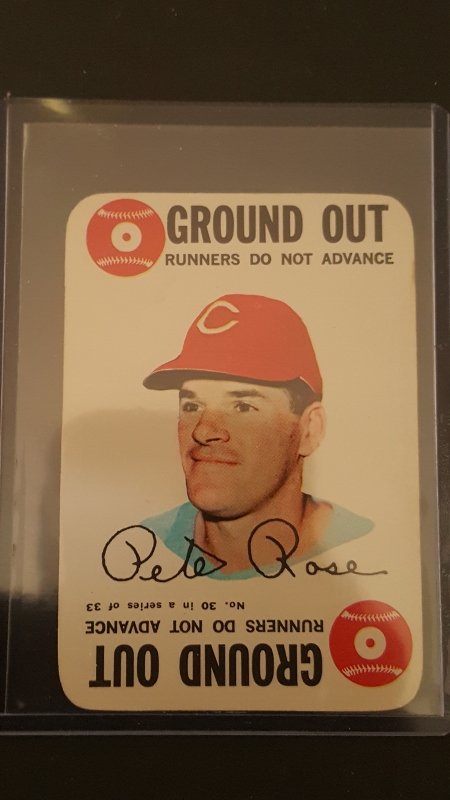 GROUND OUT
RUNNERS DO NOT ADVANCE
C
Pete Rose
No. 30 in a series of 33
RUNNERS DO NOT ADVANCE
GROUND OUT